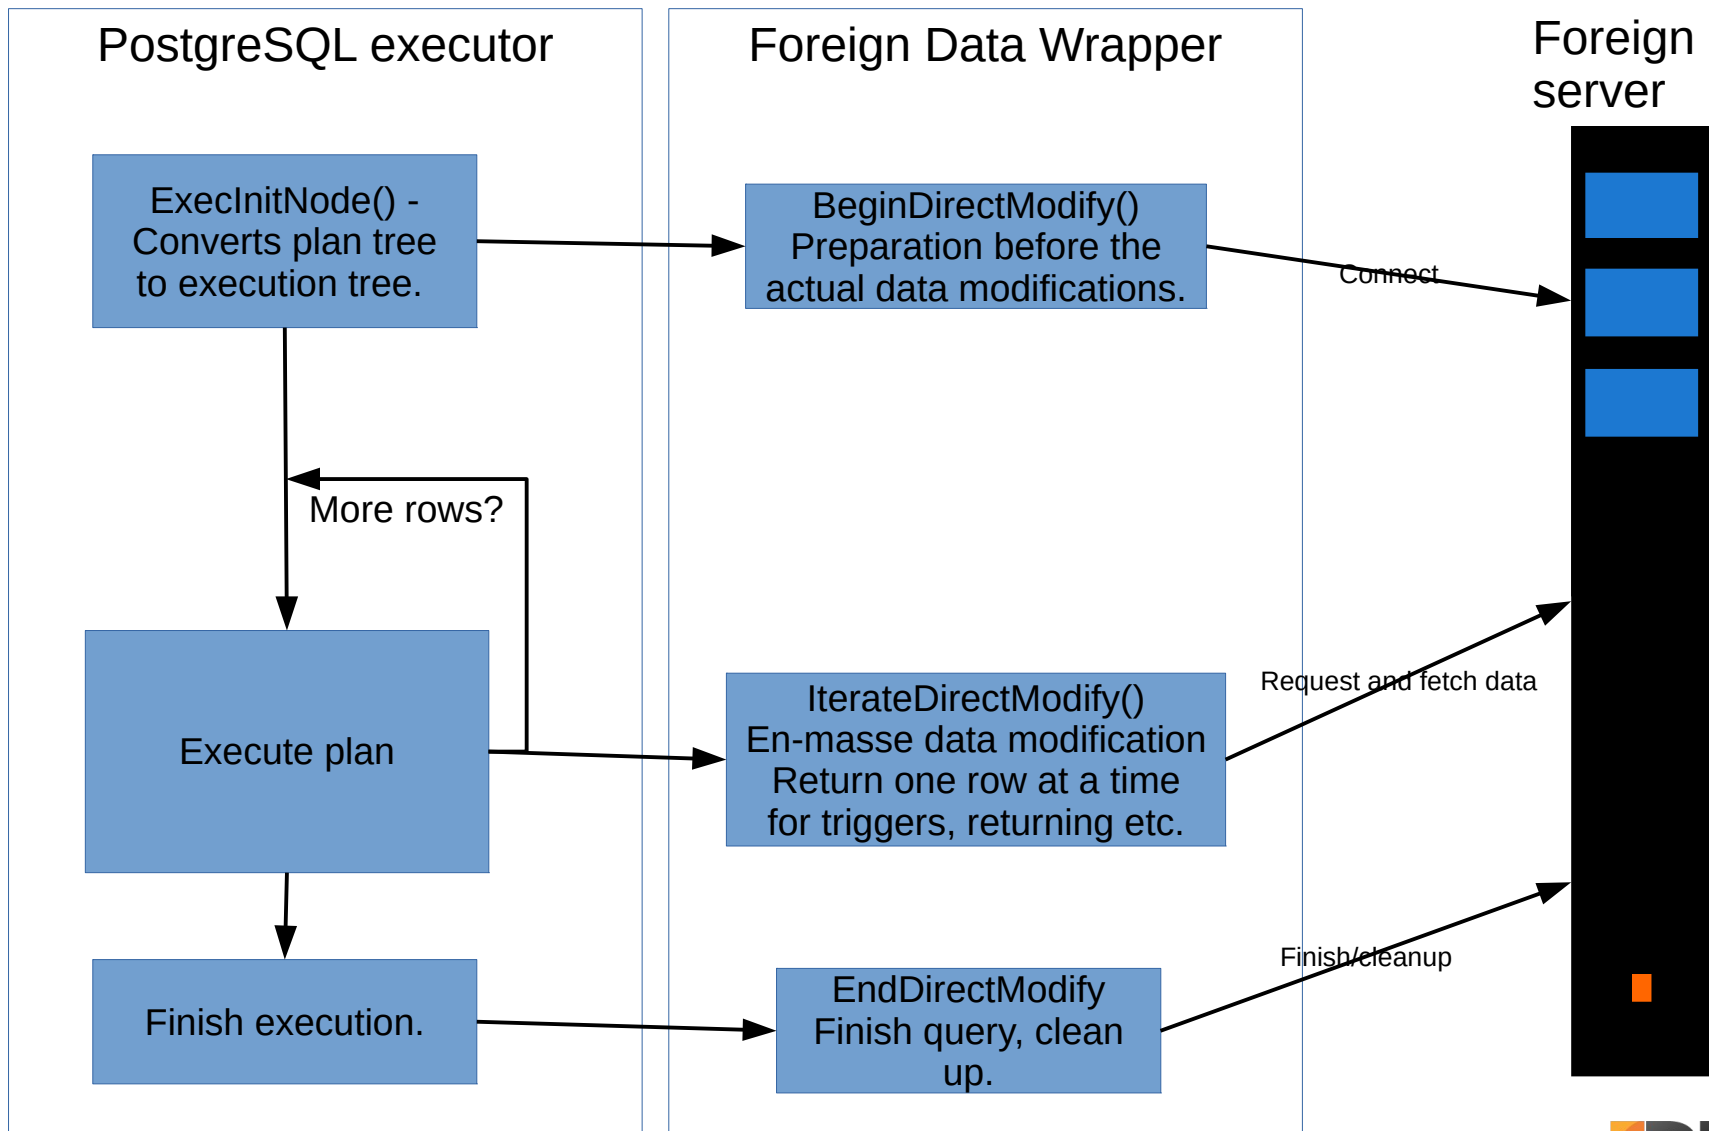 PostgreSQL executor
Foreign Data Wrapper
Foreign
server
ExecInitNode() -
Converts plan tree
to execution tree.
BeginDirectModify()
Preparation before the
actual data modifications.
Connect
More rows?
Execute plan
IterateDirectModify()
En-masse data modification
Return one row at a time
for triggers, returning etc.
Request and fetch data
Finish execution.
EndDirectModify
Finish query, clean
up.
Finish/cleanup